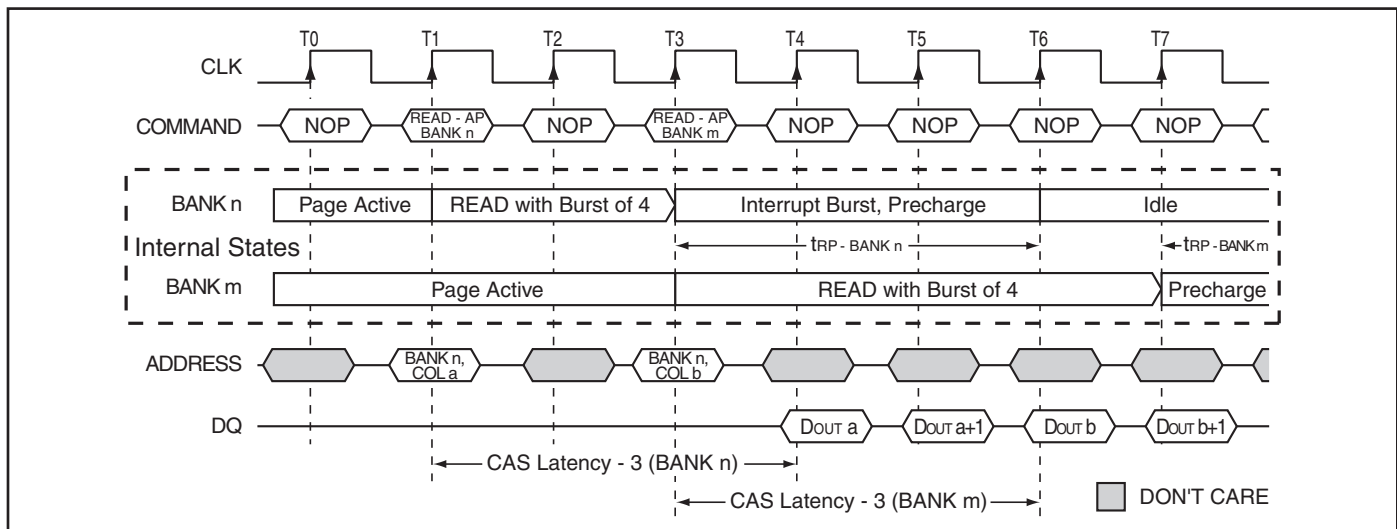 T0 T1 T2 T3 T4 T5 T6 T7
CLK
COMMAND NOP READ - AP BANK n NOP READ - AP BANK m NOP NOP NOP NOP
BANK n Page Active READ with Burst of 4 Interrupt Burst, Precharge Idle
Internal States tRP - BANK n tRP - BANK m
BANK m Page Active READ with Burst of 4 Precharge
ADDRESS BANK n, COL a BANK n, COL b
DQ DOUT a DOUT a+1 DOUT b DOUT b+1
CAS Latency - 3 (BANK n)
CAS Latency - 3 (BANK m) DON'T CARE